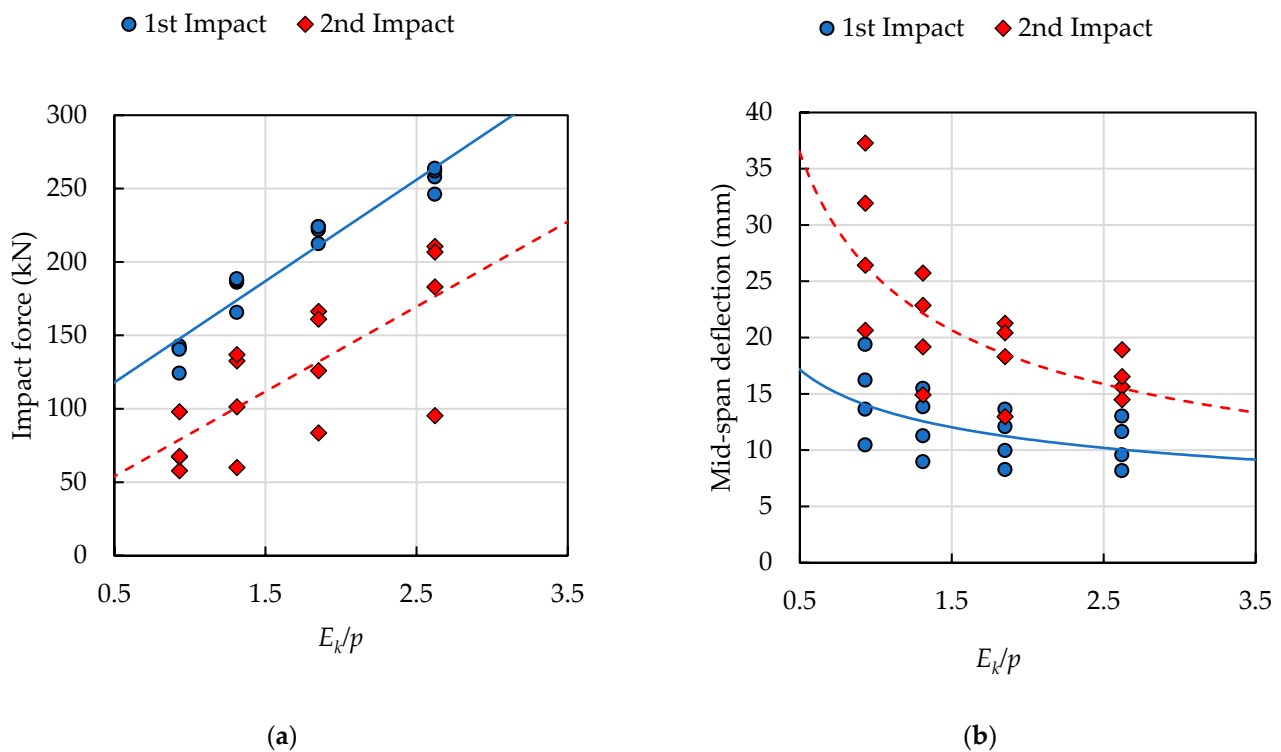 1st Impact 2nd Impact
300
250
200
150
100
50
0
Impact force (kN)
0.5 1.5 2.5 3.5
Eₖ/p
(a)
1st Impact 2nd Impact
40
35
30
25
20
15
10
5
0
Mid-span deflection (mm)
0.5 1.5 2.5 3.5
Eₖ/p
(b)